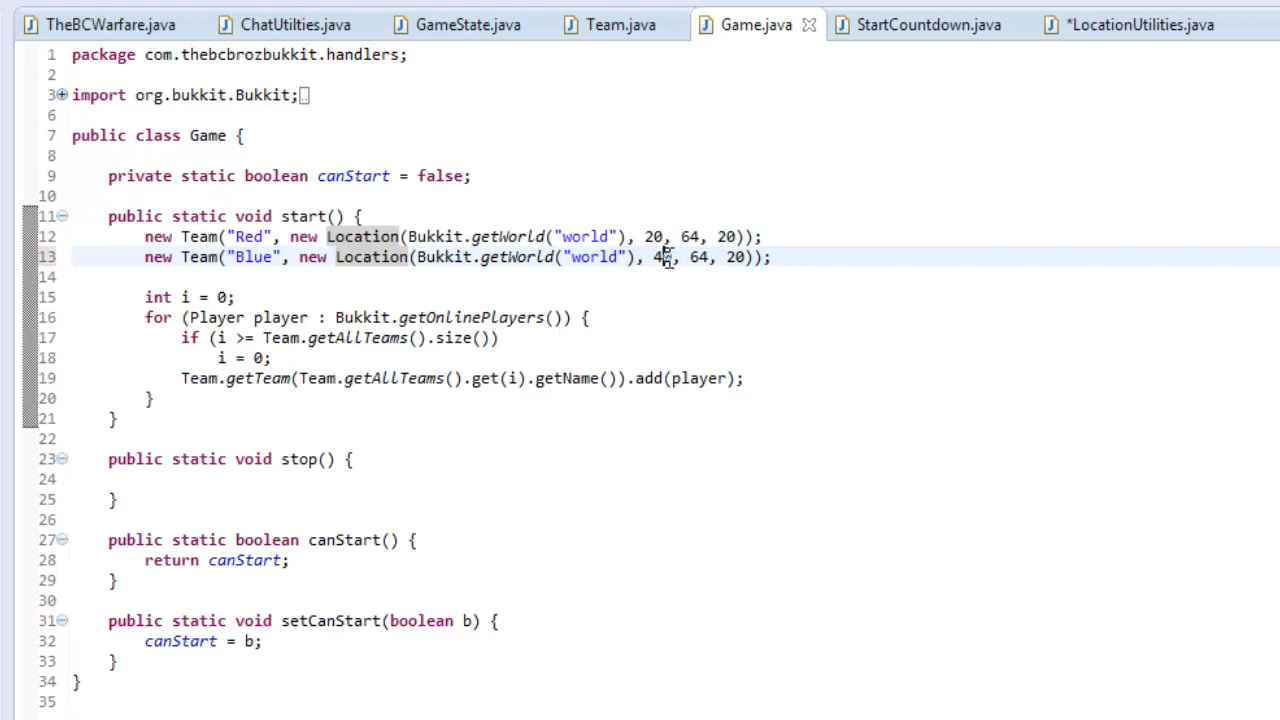 TheBCWarfare.java ChatUtilties.java GameState.java Team.java Game.java StartCountdown.java *LocationUtilities.java
1 package com.thebcbrozbukkit.handlers;
2
3 import org.bukkit.Bukkit;
6
7 public class Game {
8
9 private static boolean canStart = false;
10
11 public static void start() {
12 new Team("Red", new Location(Bukkit.getWorld("world"), 20, 64, 20));
13 new Team("Blue", new Location(Bukkit.getWorld("world"), , 64, 20));
14
15 int i = 0;
16 for (Player player : Bukkit.getOnlinePlayers()) {
17 if (i >= Team.getAllTeams().size())
18 i = 0;
19 Team.getTeam(Team.getAllTeams().get(i).getName()).add(player);
20 }
21 }
22
23 public static void stop() {
24
25 }
26
27 public static boolean canStart() {
28 return canStart;
29 }
30
31 public static void setCanStart(boolean b) {
32 canStart = b;
33 }
34 }
35